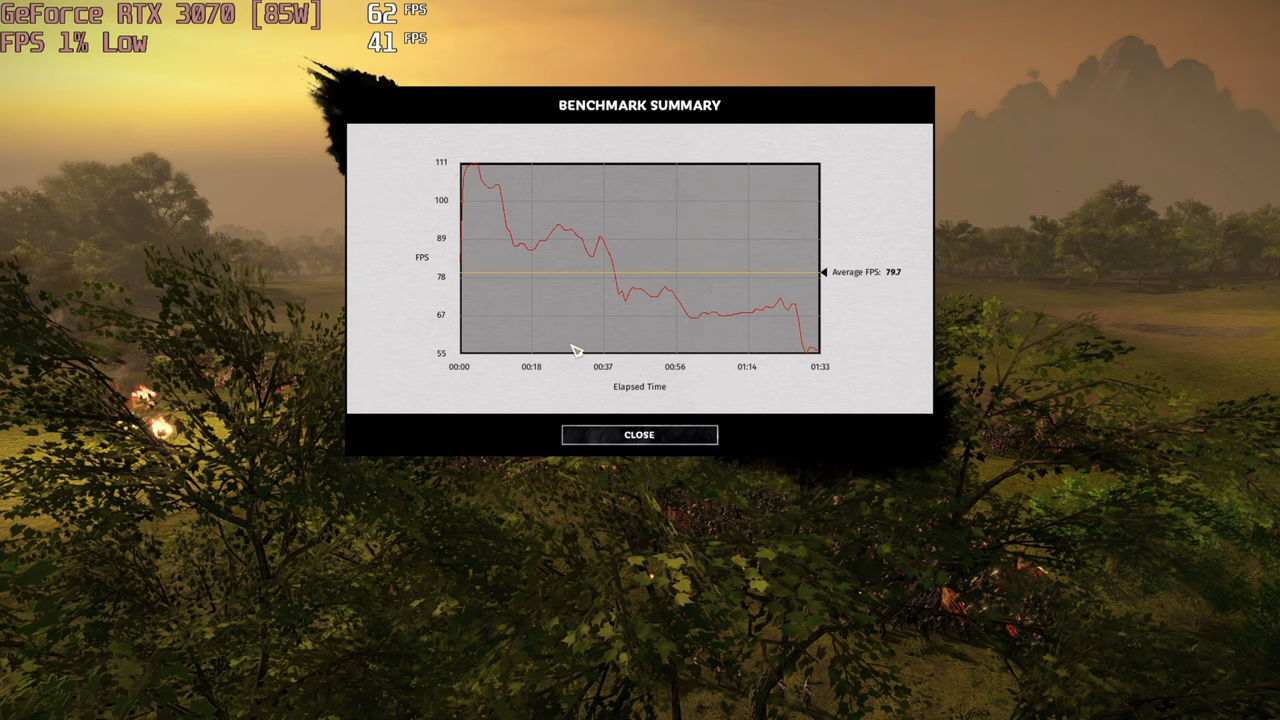 GeForce RTX 3070 [85W] 62 FPS
FPS 1% Low 41 FPS
BENCHMARK SUMMARY
111
100
89
FPS
78
67
55
Average FPS: 79.7
00:00 00:18 00:37 00:56 01:14 01:33
Elapsed Time
CLOSE